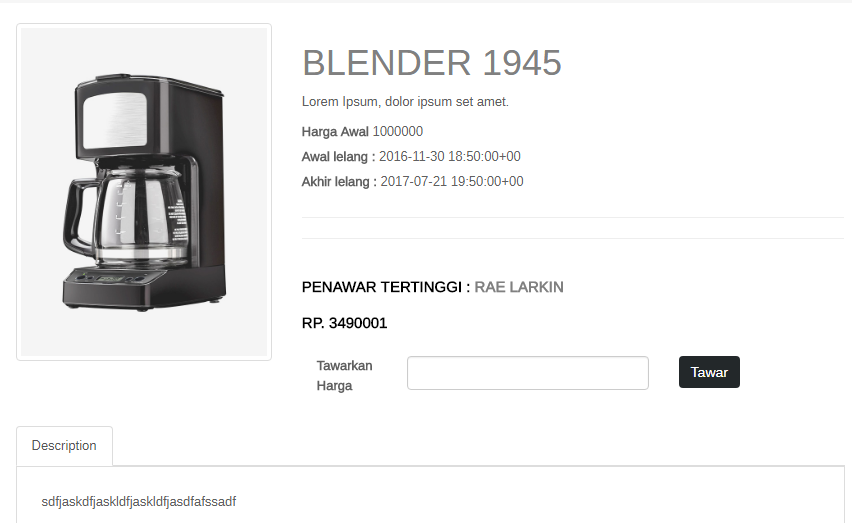 BLENDER 1945
Lorem Ipsum, dolor ipsum set amet.
Harga Awal 1000000
Awal lelang : 2016-11-30 18:50:00+00
Akhir lelang : 2017-07-21 19:50:00+00
PENAWAR TERTINGGI : RAE LARKIN
RP. 3490001
Tawarkan
Harga
Tawar
Description
sdfjaskdfjaskldfjaskldfjasdfafssadf